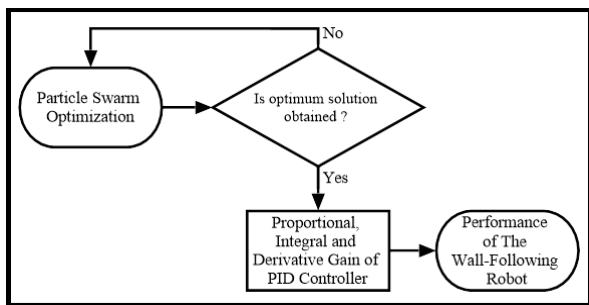 No
Particle Swarm
Optimization
Is optimum solution
obtained ?
Yes
Proportional,
Integral and
Derivative Gain of
PID Controller
Performance
of The
Wall-Following
Robot